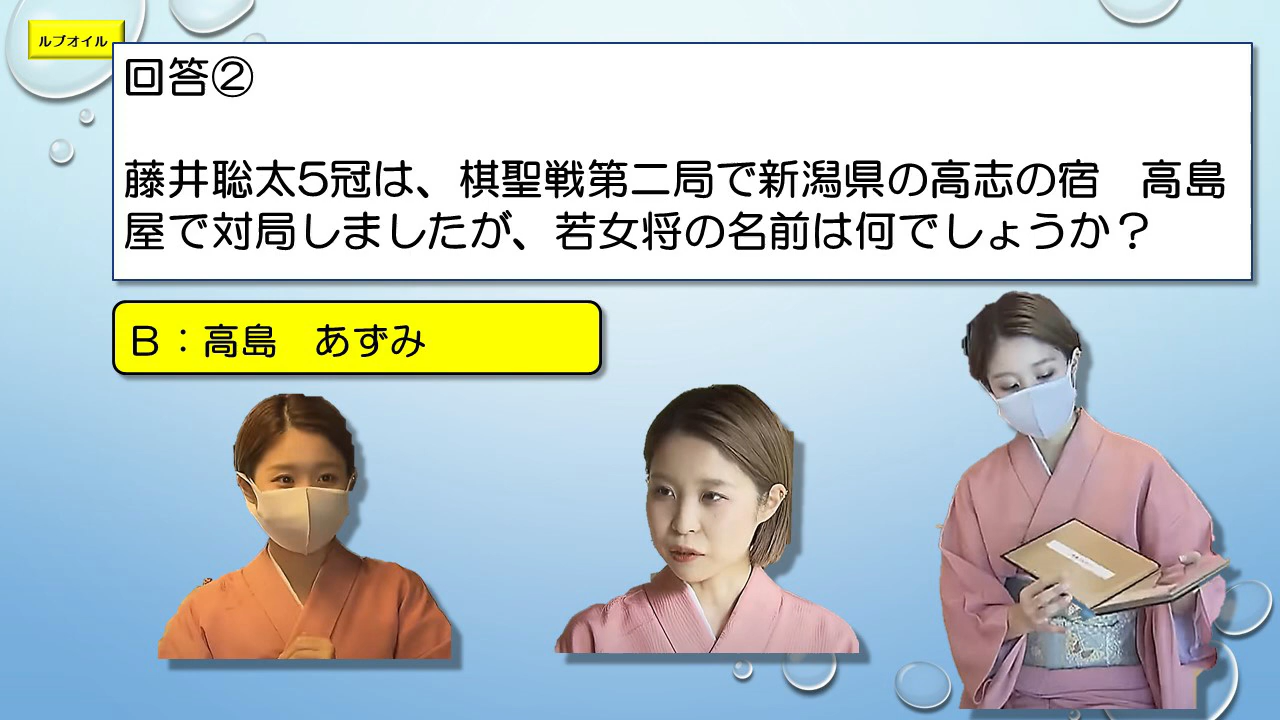 ルブオイル
回答②
藤井聡太5冠は、棋聖戦第二局で新潟県の高志の宿　高島
屋で対局しましたが、若女将の名前は何でしょうか？
B：高島　あずみ